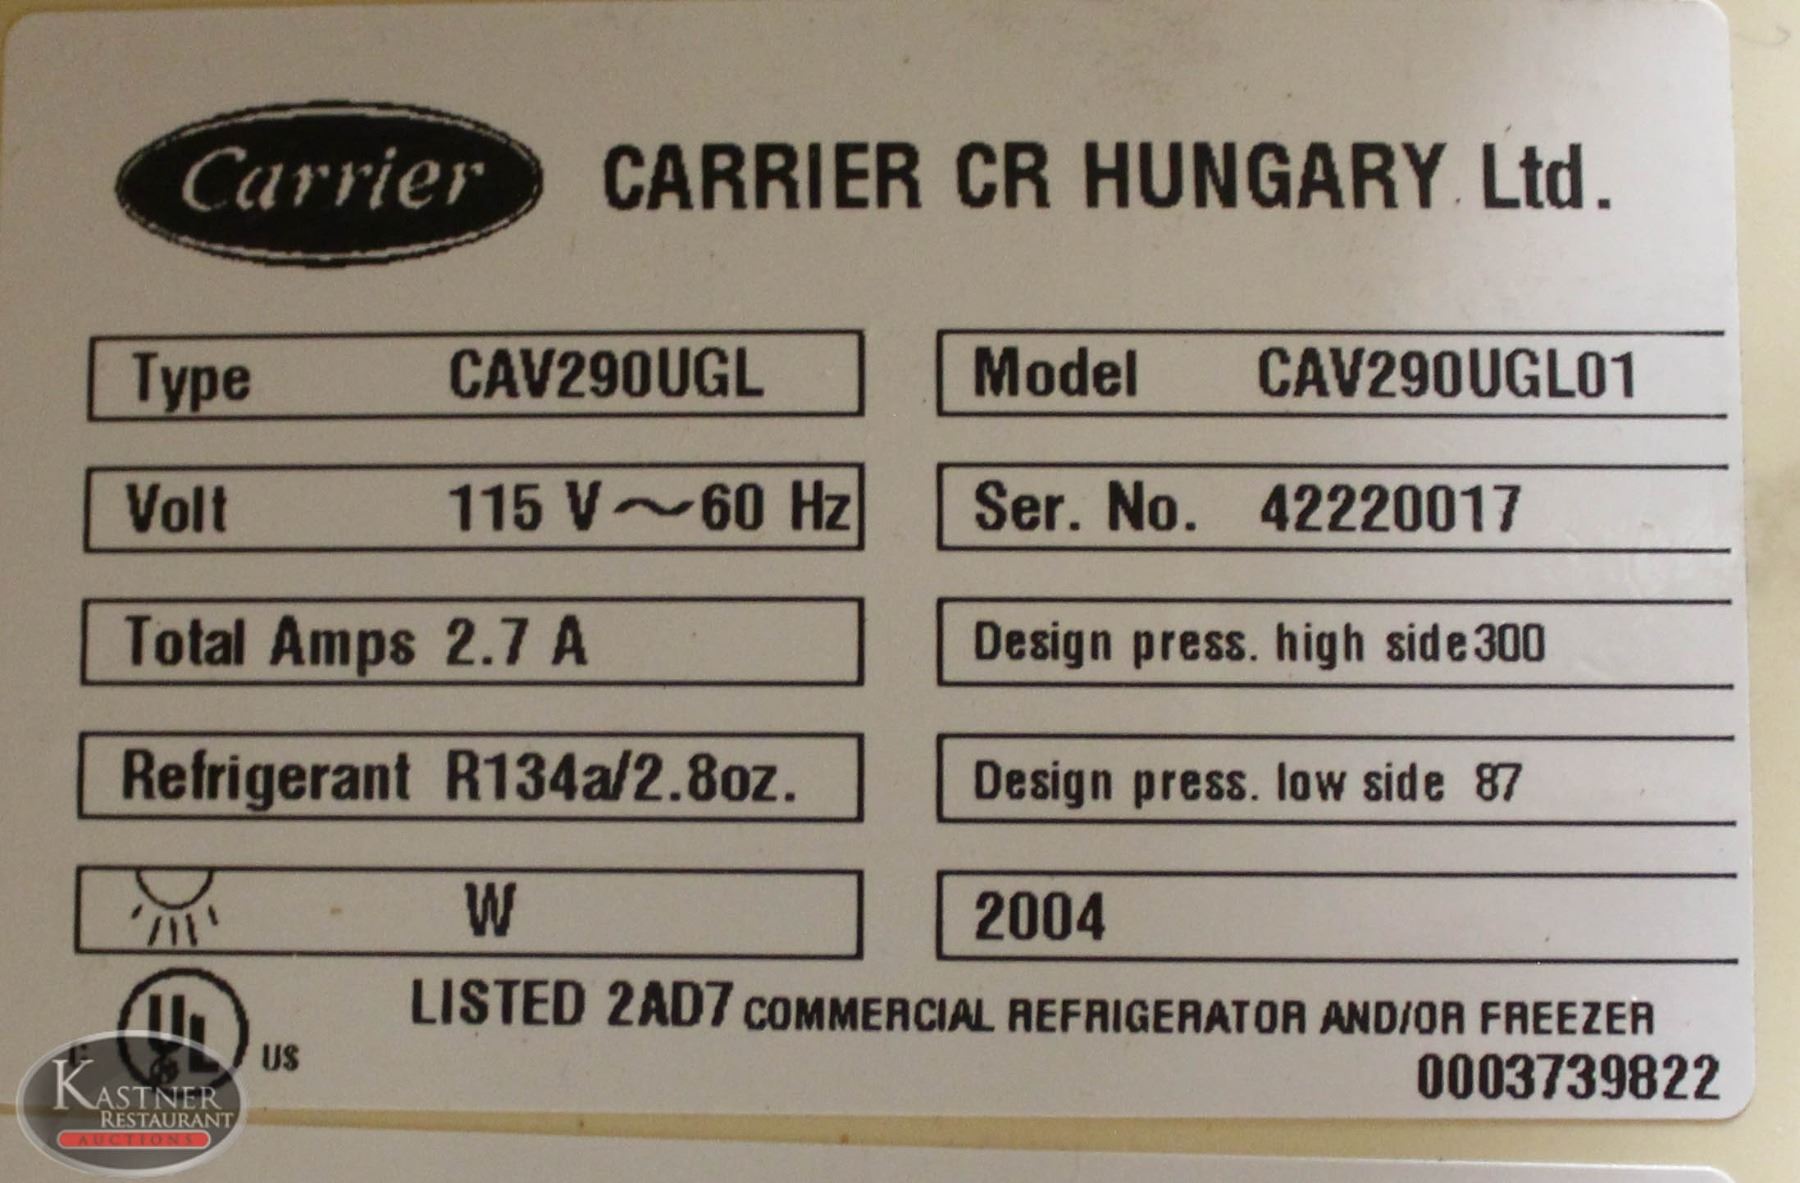 Carrier CARRIER CR HUNGARY Ltd.
Type CAV290UGL
Model CAV290UGL01
Volt 115 V~60 Hz
Ser. No. 42220017
Total Amps 2.7 A
Design press. high side 300
Refrigerant R134a/2.8oz.
Design press. low side 87
W
2004
UL US
LISTED 2AD7 COMMERCIAL REFRIGERATOR AND/OR FREEZER
0003739822
KASTNER
RESTAURANT
AUCTIONS